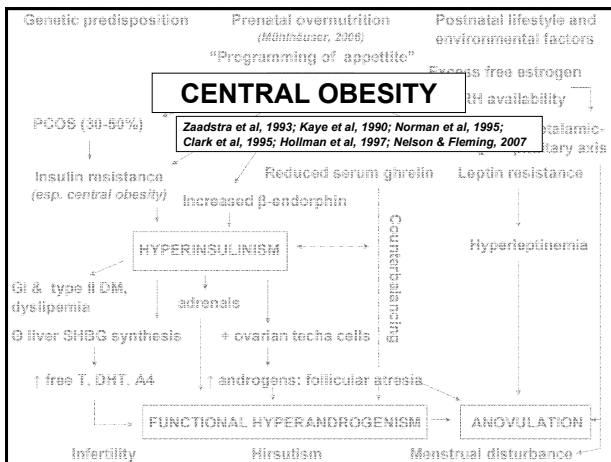 Genetic predisposition Prenatal overnutrition Postnatal lifestyle and
(Mühlhäuser, 2006) environmental factors
"Programming of appettite"
Excess free estrogen
CENTRAL OBESITY
availability
PCOS (30-50%)
Zaadstra et al, 1993; Kaye et al, 1990; Norman et al, 1995;
Clark et al, 1995; Hollman et al, 1997; Nelson & Fleming, 2007
axis
Insulin resistance
(esp. central obesity)
Reduced serum ghrelin Leptin resistance
Increased β-endorphin
Counterbalancing
HYPERINSULINISM
Hyperleptinemia
GI & type II DM,
dyslipemia
adrenals
Θ liver SHBG synthesis + ovarian techa cells
↑ free T, DHT, A4 ↑ androgens: follicular atresia
FUNCTIONAL HYPERANDROGENISM ANOVULATION
Infertility Hirsutism Menstrual disturbance